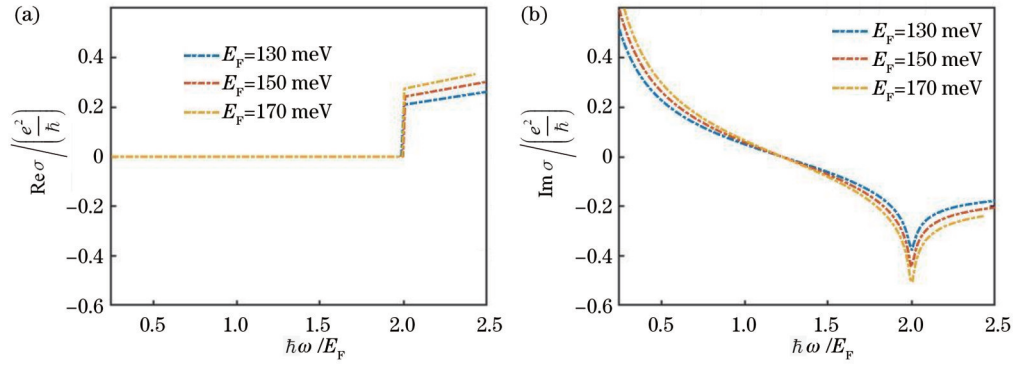 (a)
0.4
0.2
0
−0.2
−0.4
−0.6
Re σ/(e²/ħ)
E_F=130 meV
E_F=150 meV
E_F=170 meV
0.5 1.0 1.5 2.0 2.5
ħω/E_F
(b)
0.4
0.2
0
−0.2
−0.4
−0.6
Im σ/(e²/ħ)
E_F=130 meV
E_F=150 meV
E_F=170 meV
0.5 1.0 1.5 2.0 2.5
ħω/E_F